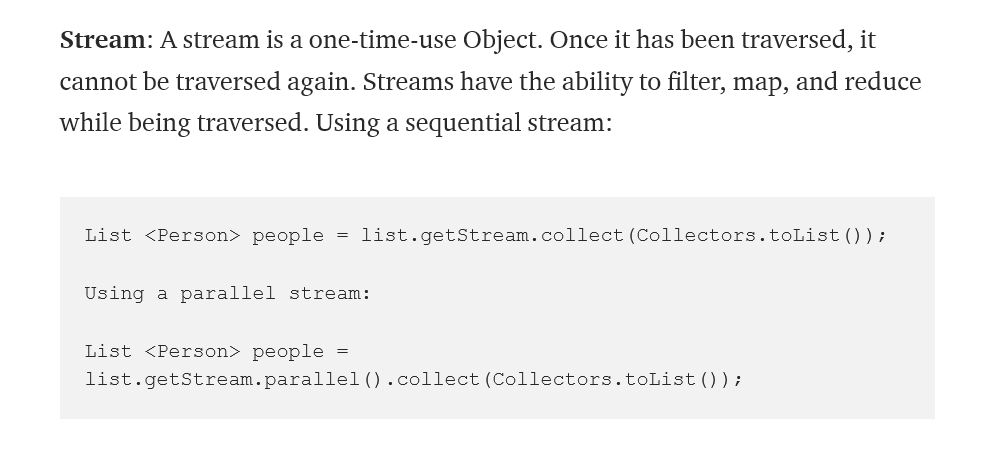 Stream: A stream is a one-time-use Object. Once it has been traversed, it
cannot be traversed again. Streams have the ability to filter, map, and reduce
while being traversed. Using a sequential stream:
List <Person> people = list.getStream.collect(Collectors.toList());
Using a parallel stream:
List <Person> people =
list.getStream.parallel().collect(Collectors.toList());